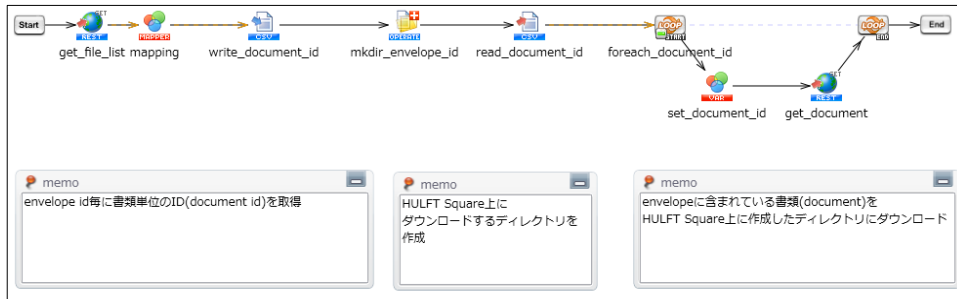 Start
GET
REST
get_file_list
MAPPER
mapping
CSV
write_document_id
OPERATE
mkdir_envelope_id
CSV
read_document_id
LOOP
START
foreach_document_id
LOOP
END
End
VAR
set_document_id
GET
REST
get_document
memo
envelope id毎に書類単位のID(document id)を取得
memo
HULFT Square上に
ダウンロードするディレクトリを
作成
memo
envelopeに含まれている書類(document)を
HULFT Square上に作成したディレクトリにダウンロード